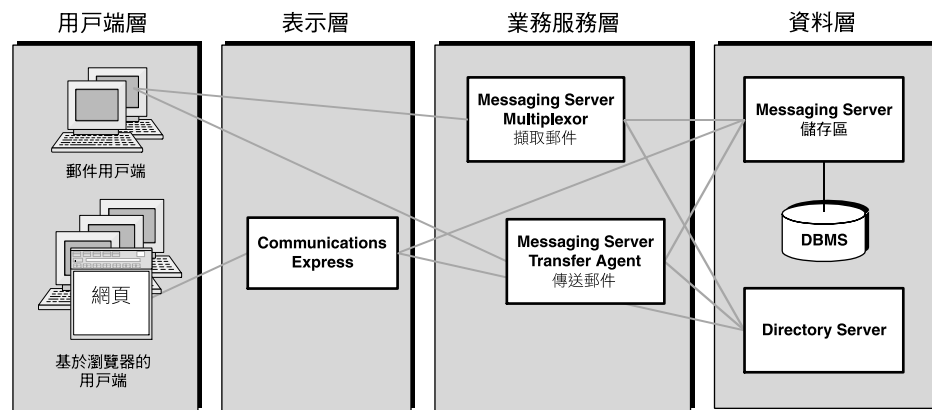 用戶端層
表示層
業務服務層
資料層
郵件用戶端
網頁
基於瀏覽器的
用戶端
Communications
Express
Messaging Server
Multiplexor
擷取郵件
Messaging Server
Transfer Agent
傳送郵件
Messaging Server
儲存區
DBMS
Directory Server